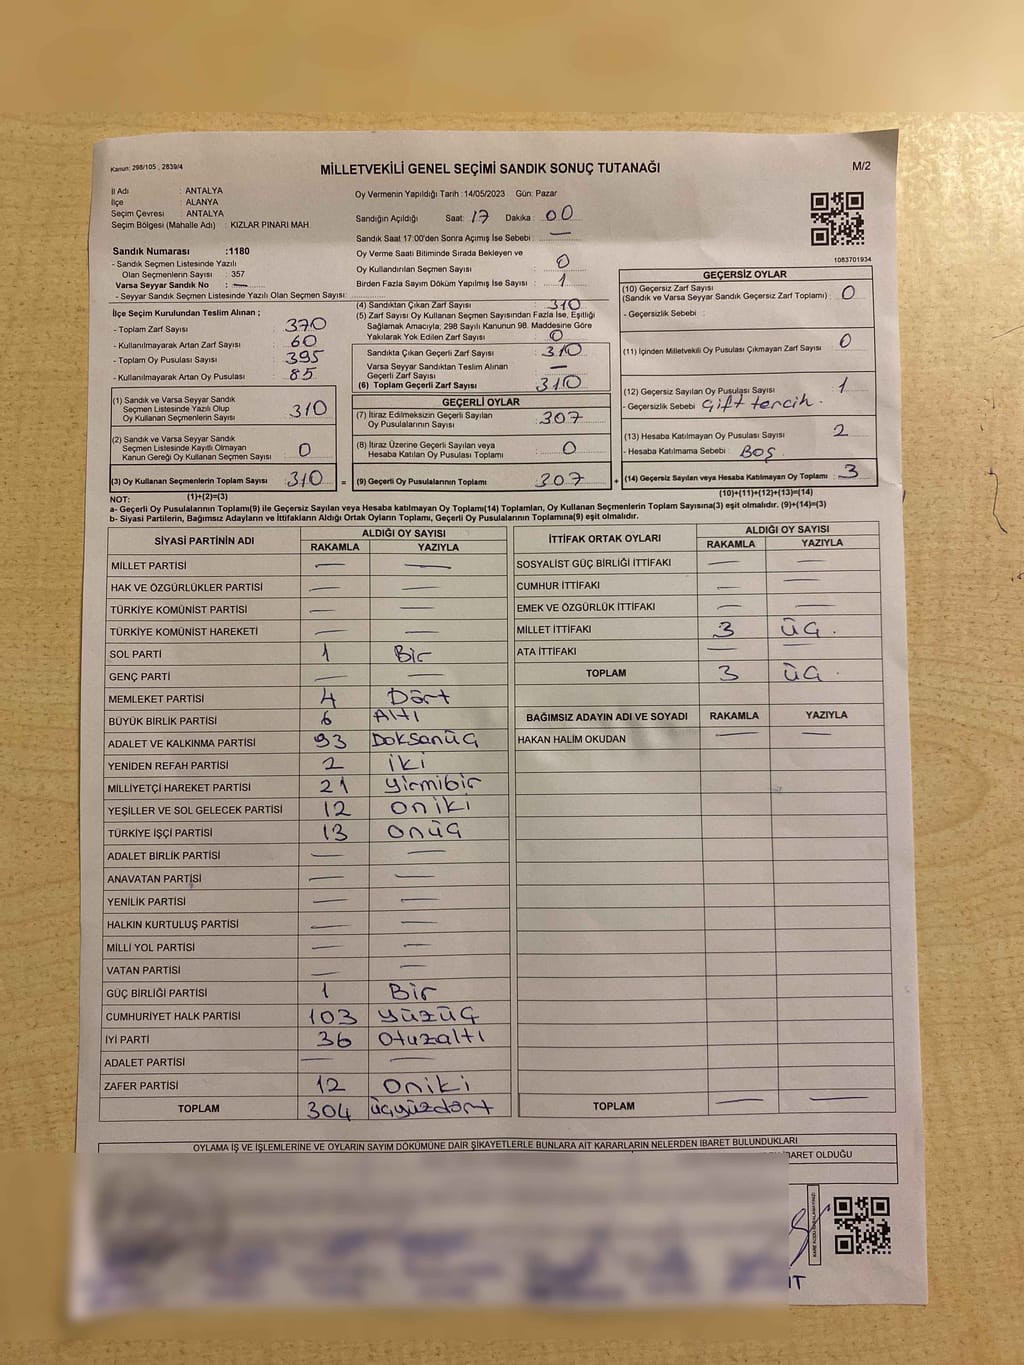 Kanun: 298/105 , 2839/4
MİLLETVEKİLİ GENEL SEÇİMİ SANDIK SONUÇ TUTANAĞI
M/2
İl Adı : ANTALYA
İlçe : ALANYA
Seçim Çevresi : ANTALYA
Seçim Bölgesi (Mahalle Adı) : KIZLAR PINARI MAH
Oy Vermenin Yapıldığı Tarih :14/05/2023 Gün: Pazar
Sandığın Açıldığı Saat: 17 Dakika : 00
Sandık Saat 17:00'den Sonra Açımış İse Sebebi : —
Sandık Numarası :1180
- Sandık Seçmen Listesinde Yazılı
Olan Seçmenlerin Sayısı : 357
Varsa Seyyar Sandık No : —
- Seyyar Sandık Seçmen Listesinde Yazılı Olan Seçmen Sayısı:
Oy Verme Saati Bitiminde Sırada Bekleyen ve
Oy Kullandırılan Seçmen Sayısı : 0
Birden Fazla Sayım Döküm Yapılmış İse Sayısı : 1
1083701934
İlçe Seçim Kurulundan Teslim Alınan ;
- Toplam Zarf Sayısı : 370
- Kullanılmayarak Artan Zarf Sayısı : 60
- Toplam Oy Pusulası Sayısı : 395
- Kullanılmayarak Artan Oy Pusulası : 85
(1) Sandık ve Varsa Seyyar Sandık
Seçmen Listesinde Yazılı Olup
Oy Kullanan Seçmenlerin Sayısı : 310
(2) Sandık ve Varsa Seyyar Sandık
Seçmen Listesinde Kayıtlı Olmayan
Kanun Gereği Oy Kullanan Seçmen Sayısı : 0
(3) Oy Kullanan Seçmenlerin Toplam Sayısı : 310
(1)+(2)=(3)
(4) Sandıktan Çıkan Zarf Sayısı : 310
(5) Zarf Sayısı Oy Kullanan Seçmen Sayısından Fazla İse, Eşitliği
Sağlamak Amacıyla; 298 Sayılı Kanunun 98. Maddesine Göre
Yakılarak Yok Edilen Zarf Sayısı : 0
Sandıkta Çıkan Geçerli Zarf Sayısı : 310
Varsa Seyyar Sandıktan Teslim Alınan
Geçerli Zarf Sayısı : —
(6) Toplam Geçerli Zarf Sayısı : 310
GEÇERLİ OYLAR
(7) İtiraz Edilmeksizin Geçerli Sayılan
Oy Pusulalarının Sayısı : 307
(8) İtiraz Üzerine Geçerli Sayılan veya
Hesaba Katılan Oy Pusulası Toplamı : 0
= (9) Geçerli Oy Pusulalarının Toplamı : 307
GEÇERSİZ OYLAR
(10) Geçersiz Zarf Sayısı
(Sandık ve Varsa Seyyar Sandık Geçersiz Zarf Toplamı) : 0
- Geçersizlik Sebebi :
(11) İçinden Milletvekili Oy Pusulası Çıkmayan Zarf Sayısı : 0
(12) Geçersiz Sayılan Oy Pusulası Sayısı : 1
- Geçersizlik Sebebi : Çift tercih.
(13) Hesaba Katılmayan Oy Pusulası Sayısı : 2
- Hesaba Katılmama Sebebi : Boş
+ (14) Geçersiz Sayılan veya Hesaba Katılmayan Oy Toplamı : 3
(10)+(11)+(12)+(13)=(14)
NOT:
a- Geçerli Oy Pusulalarının Toplamı(9) ile Geçersiz Sayılan veya Hesaba katılmayan Oy Toplamı(14) Toplamları, Oy Kullanan Seçmenlerin Toplam Sayısına(3) eşit olmalıdır. (9)+(14)=(3)
b- Siyasi Partilerin, Bağımsız Adayların ve İttifakların Aldığı Ortak Oyların Toplamı, Geçerli Oy Pusulalarının Toplamına(9) eşit olmalıdır.
SİYASİ PARTİNİN ADI ALDIĞI OY SAYISI
RAKAMLA YAZIYLA
MİLLET PARTİSİ — —
HAK VE ÖZGÜRLÜKLER PARTİSİ — —
TÜRKİYE KOMÜNİST PARTİSİ — —
TÜRKİYE KOMÜNİST HAREKETİ — —
SOL PARTİ 1 Bir
GENÇ PARTİ — —
MEMLEKET PARTİSİ 4 Dört
BÜYÜK BİRLİK PARTİSİ 6 Altı
ADALET VE KALKINMA PARTİSİ 93 Doksanüç
YENİDEN REFAH PARTİSİ 2 iki
MİLLİYETÇİ HAREKET PARTİSİ 21 Yirmibir
YEŞİLLER VE SOL GELECEK PARTİSİ 12 Oniki
TÜRKİYE İŞÇİ PARTİSİ 13 Onüç
ADALET BİRLİK PARTİSİ — —
ANAVATAN PARTİSİ — —
YENİLİK PARTİSİ — —
HALKIN KURTULUŞ PARTİSİ — —
MİLLİ YOL PARTİSİ — —
VATAN PARTİSİ — —
GÜÇ BİRLİĞİ PARTİSİ 1 Bir
CUMHURİYET HALK PARTİSİ 103 Yüzüç
İYİ PARTİ 36 Otuzaltı
ADALET PARTİSİ — —
ZAFER PARTİSİ 12 Oniki
TOPLAM 304 üçyüzdört
İTTİFAK ORTAK OYLARI ALDIĞI OY SAYISI
RAKAMLA YAZIYLA
SOSYALİST GÜÇ BİRLİĞİ İTTİFAKI — —
CUMHUR İTTİFAKI — —
EMEK VE ÖZGÜRLÜK İTTİFAKI — —
MİLLET İTTİFAKI 3 üç.
ATA İTTİFAKI — —
TOPLAM 3 üç.
BAĞIMSIZ ADAYIN ADI VE SOYADI RAKAMLA YAZIYLA
HAKAN HALİM OKUDAN — —
TOPLAM — —
OYLAMA İŞ VE İŞLEMLERİNE VE OYLARIN SAYIM DÖKÜMÜNE DAİR ŞİKAYETLERLE BUNLARA AİT KARARLARIN NELERDEN İBARET BULUNDUKLARI
İBARET OLDUĞU